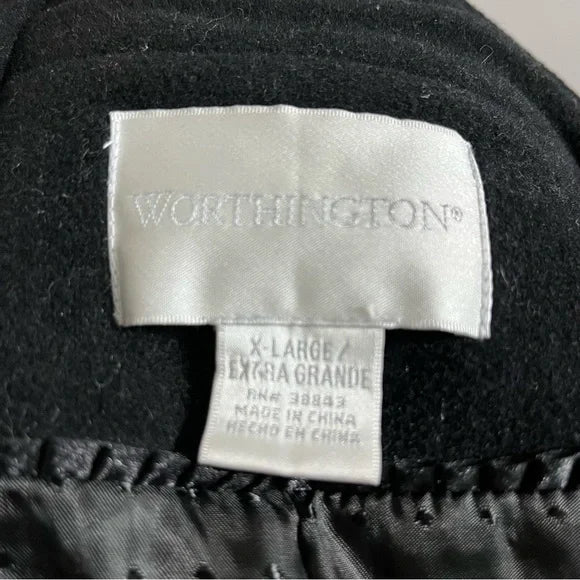 WORTHINGTON®
X-LARGE/
EXTRA GRANDE
RN# 38843
MADE IN CHINA
HECHO EN CHINA